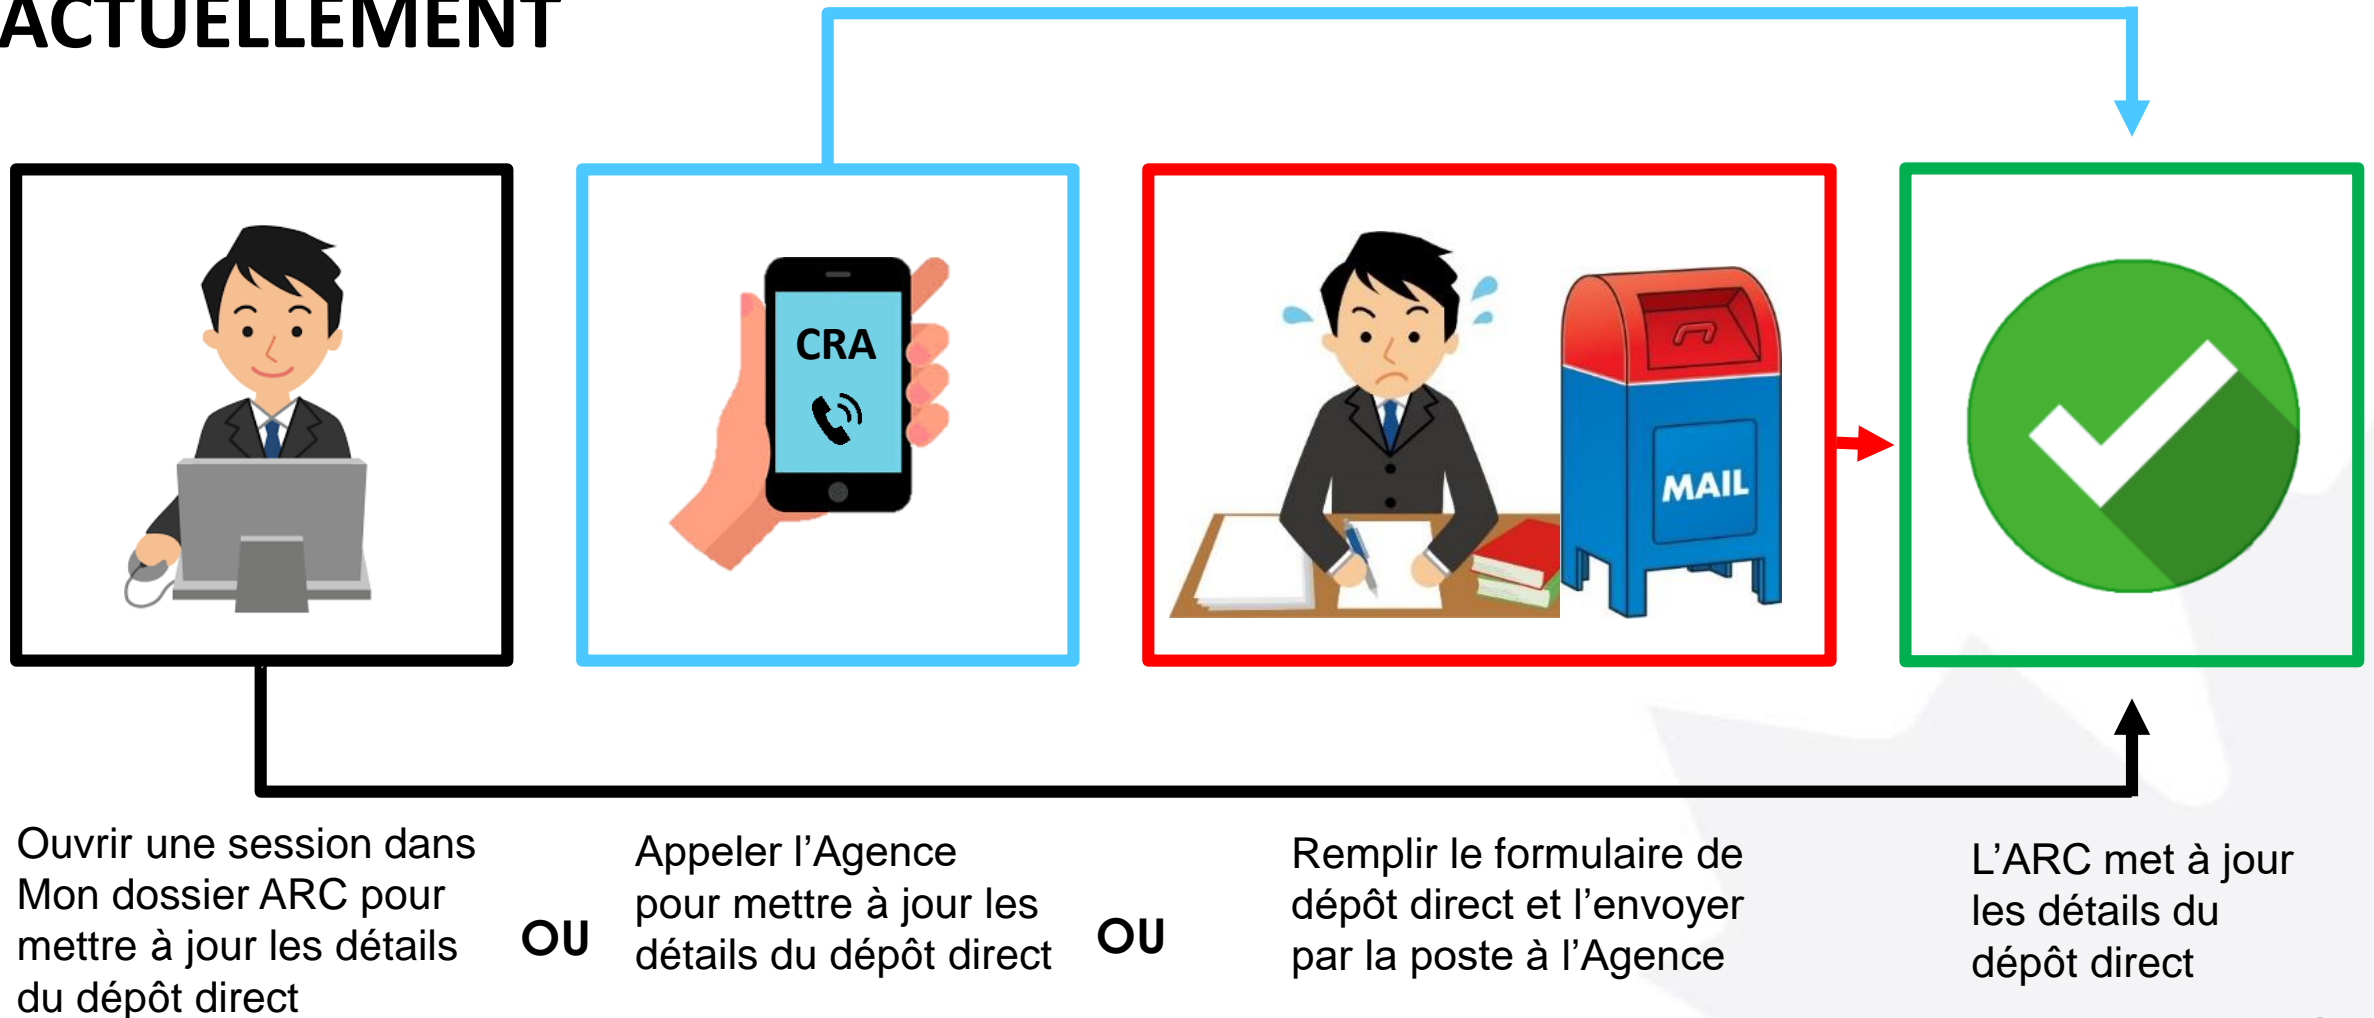 ACTUELLEMENT
CRA
MAIL
Ouvrir une session dans
Mon dossier ARC pour
mettre à jour les détails
du dépôt direct
OU
Appeler l’Agence
pour mettre à jour les
détails du dépôt direct
OU
Remplir le formulaire de
dépôt direct et l’envoyer
par la poste à l’Agence
L’ARC met à jour
les détails du
dépôt direct